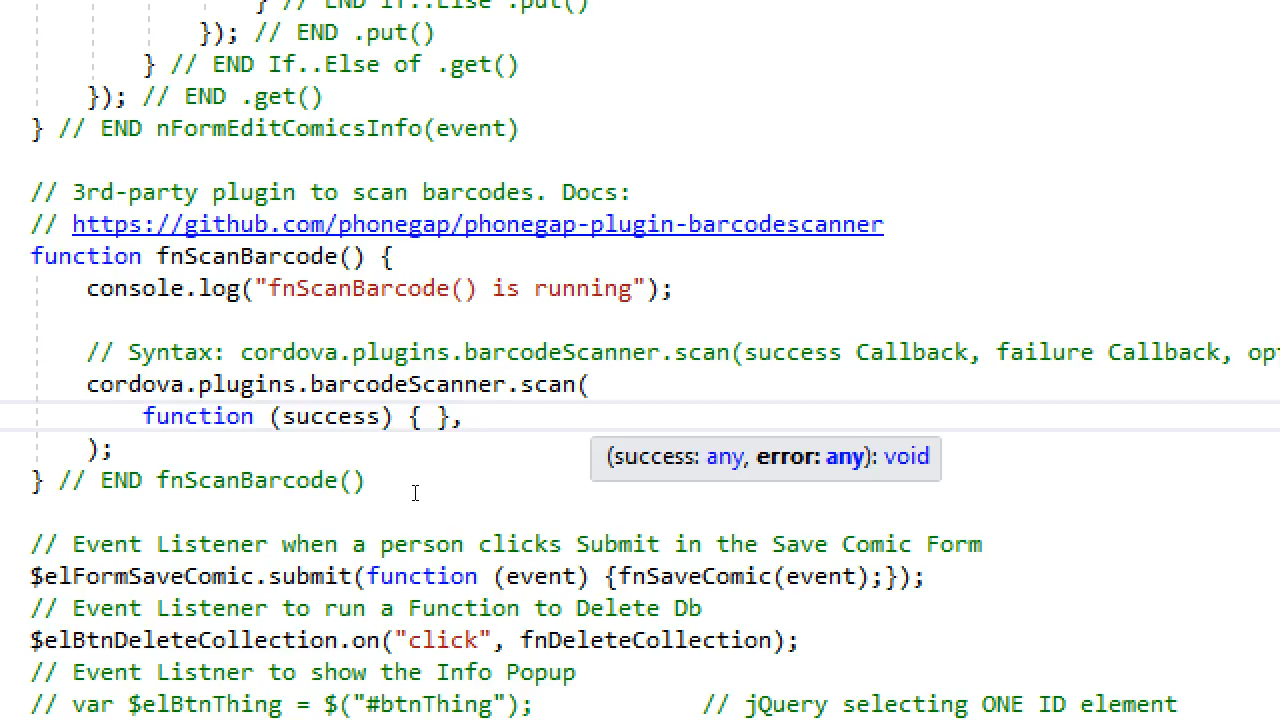 } // END If..Else .put()
}); // END .put()
} // END If..Else of .get()
}); // END .get()
} // END nFormEditComicsInfo(event)
// 3rd-party plugin to scan barcodes. Docs:
// https://github.com/phonegap/phonegap-plugin-barcodescanner
function fnScanBarcode() {
console.log("fnScanBarcode() is running");
// Syntax: cordova.plugins.barcodeScanner.scan(success Callback, failure Callback, opt
cordova.plugins.barcodeScanner.scan(
function (success) { },
);
(success: any, error: any): void
} // END fnScanBarcode()
// Event Listener when a person clicks Submit in the Save Comic Form
$elFormSaveComic.submit(function (event) {fnSaveComic(event);});
// Event Listener to run a Function to Delete Db
$elBtnDeleteCollection.on("click", fnDeleteCollection);
// Event Listner to show the Info Popup
// var $elBtnThing = $("#btnThing"); // jQuery selecting ONE ID element